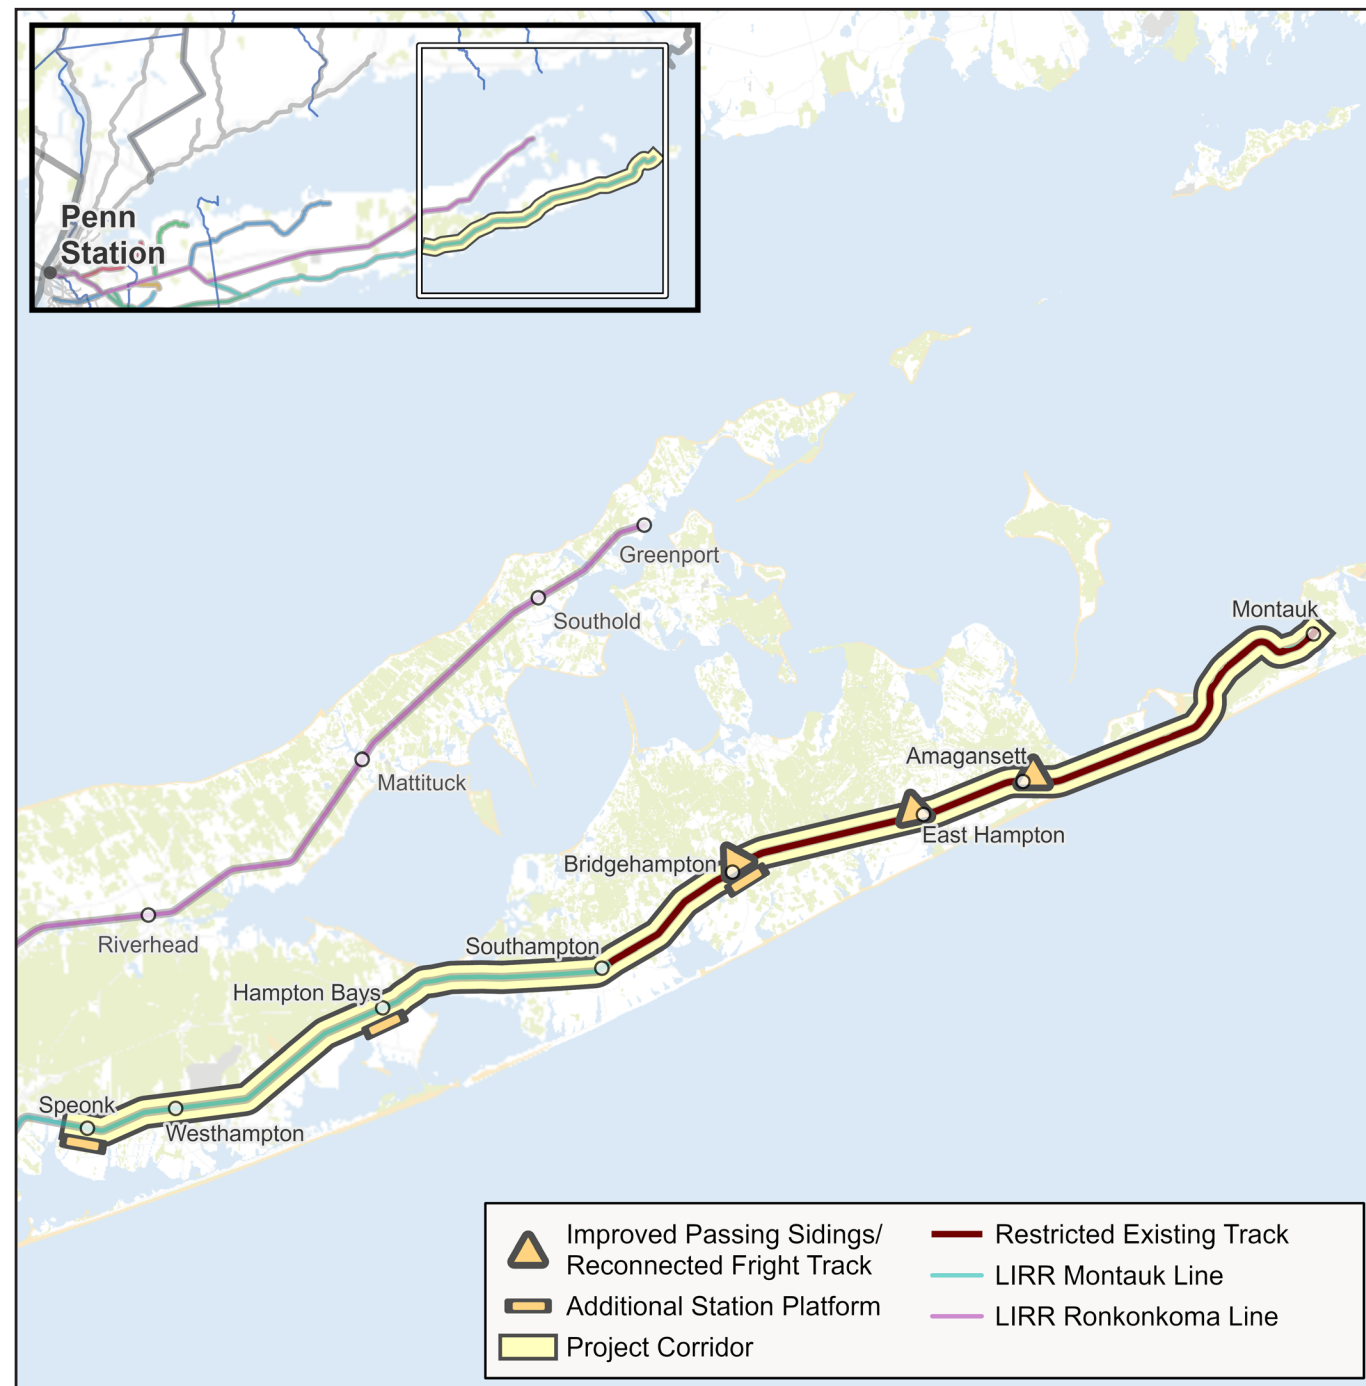 Penn
Station
Greenport
Southold
Montauk
Mattituck
Amagansett
East Hampton
Bridgehampton
Riverhead
Southampton
Hampton Bays
Speonk
Westhampton
Improved Passing Sidings/
Reconnected Fright Track
Additional Station Platform
Project Corridor
Restricted Existing Track
LIRR Montauk Line
LIRR Ronkonkoma Line